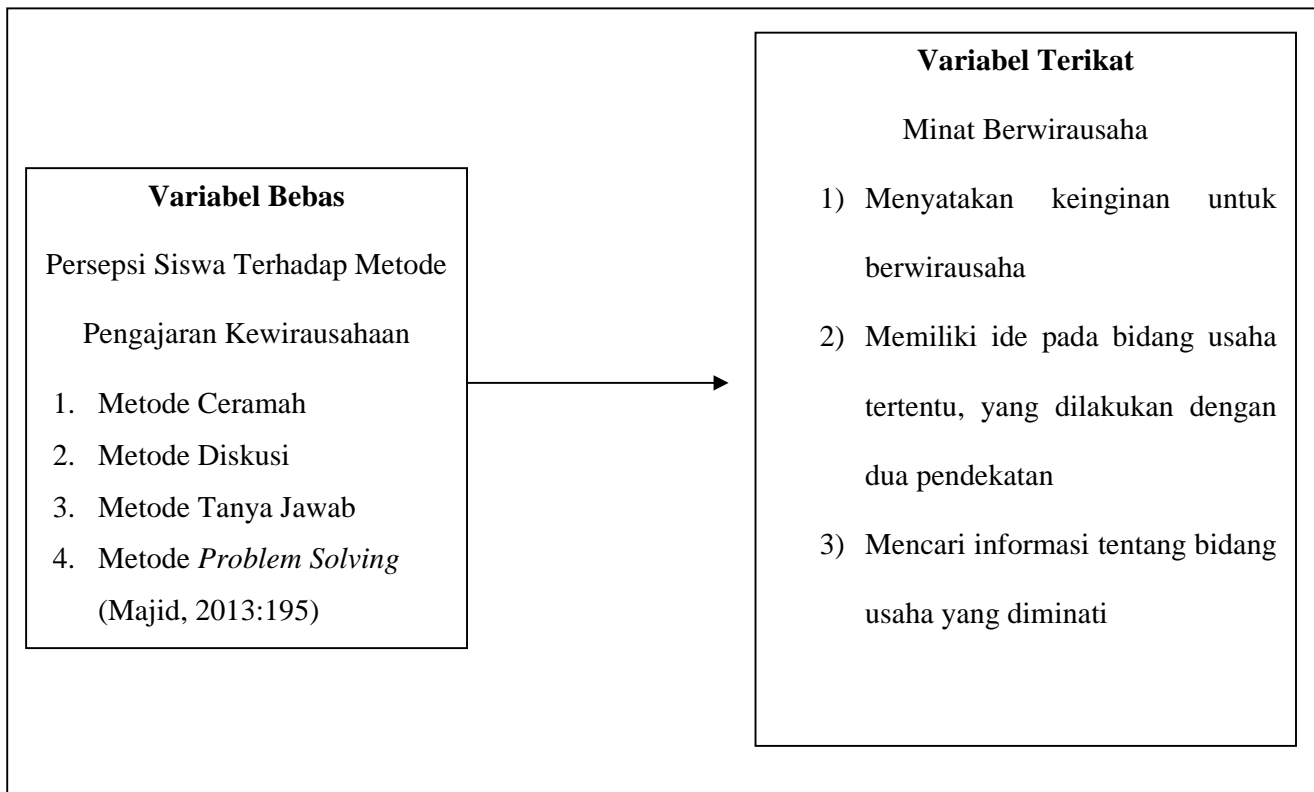 Variabel Bebas
Persepsi Siswa Terhadap Metode
Pengajaran Kewirausahaan
1. Metode Ceramah
2. Metode Diskusi
3. Metode Tanya Jawab
4. Metode Problem Solving
(Majid, 2013:195)
Variabel Terikat
Minat Berwirausaha
1) Menyatakan keinginan untuk
berwirausaha
2) Memiliki ide pada bidang usaha
tertentu, yang dilakukan dengan
dua pendekatan
3) Mencari informasi tentang bidang
usaha yang diminati